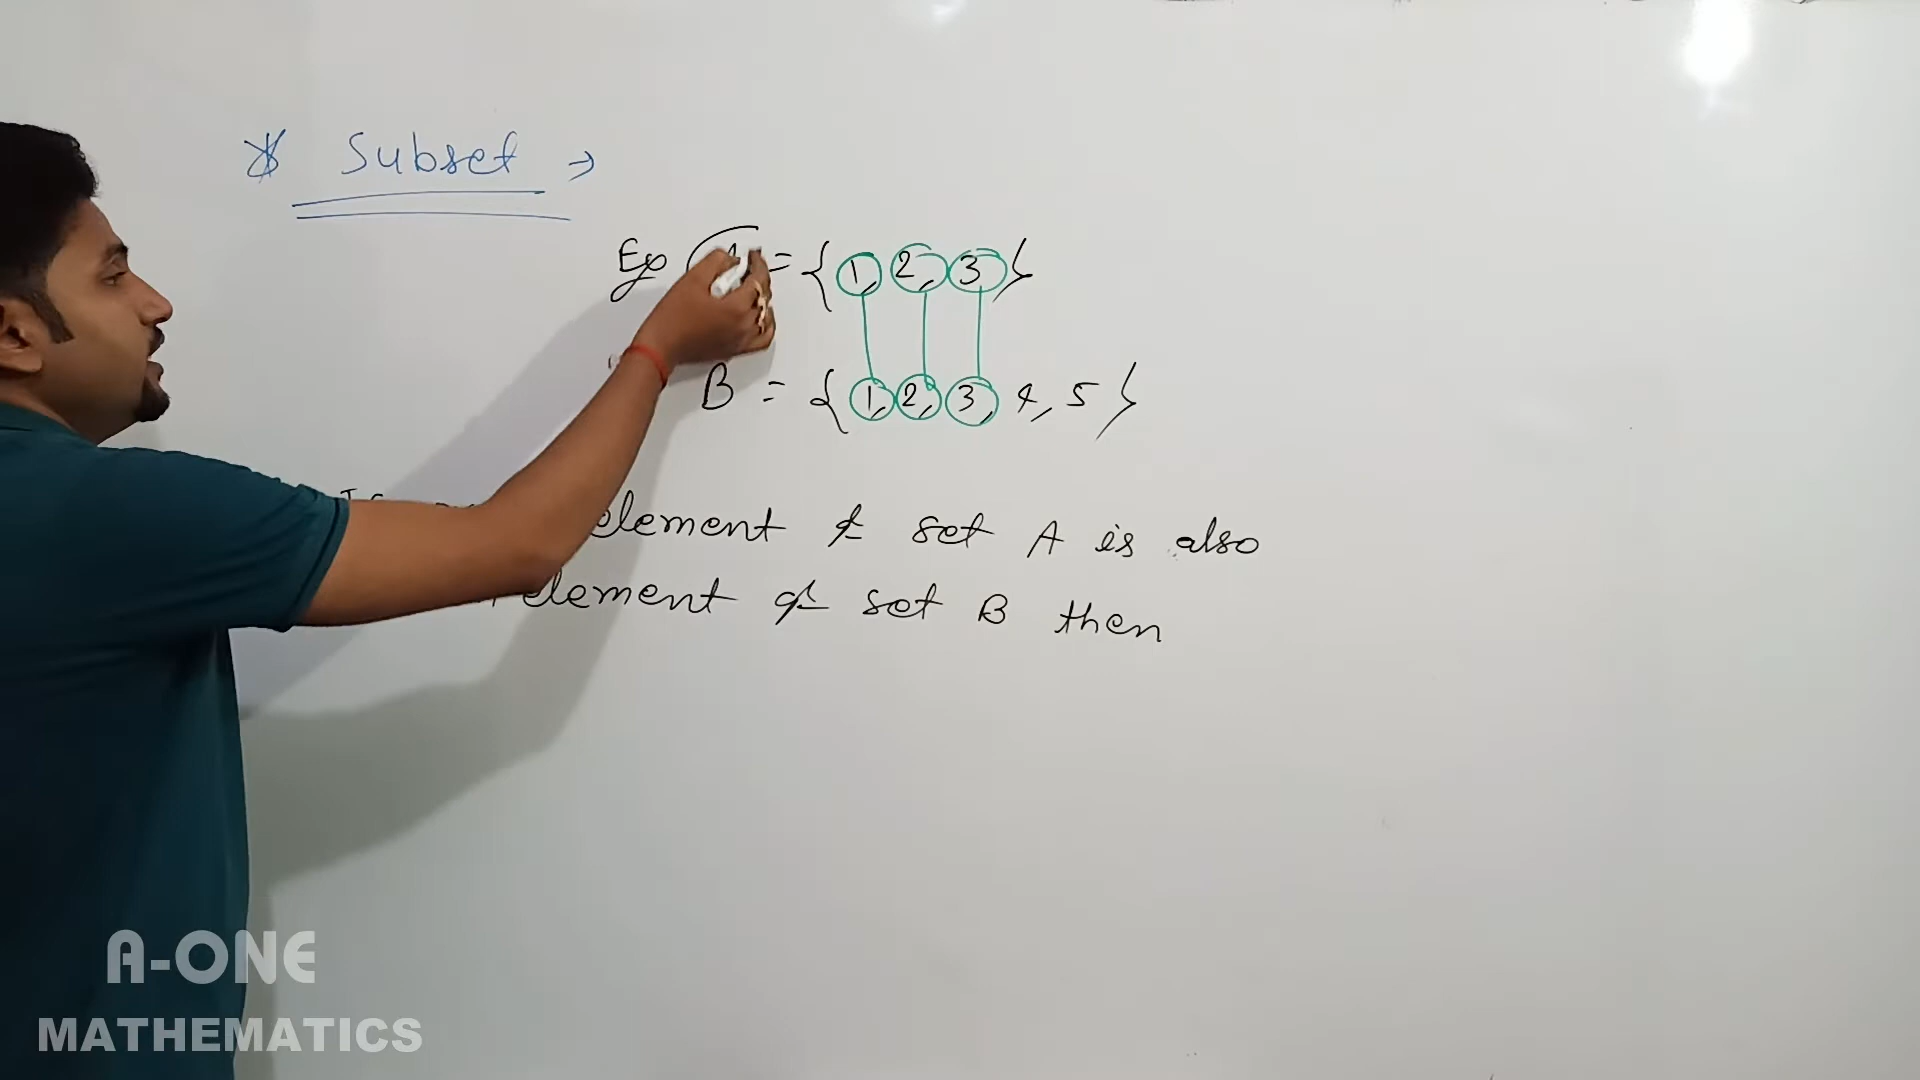 * Subset →
Ex = {1, 2, 3}
B = {1, 2, 3, 4, 5}
element of set A is also
element of set B then
A-ONE
MATHEMATICS